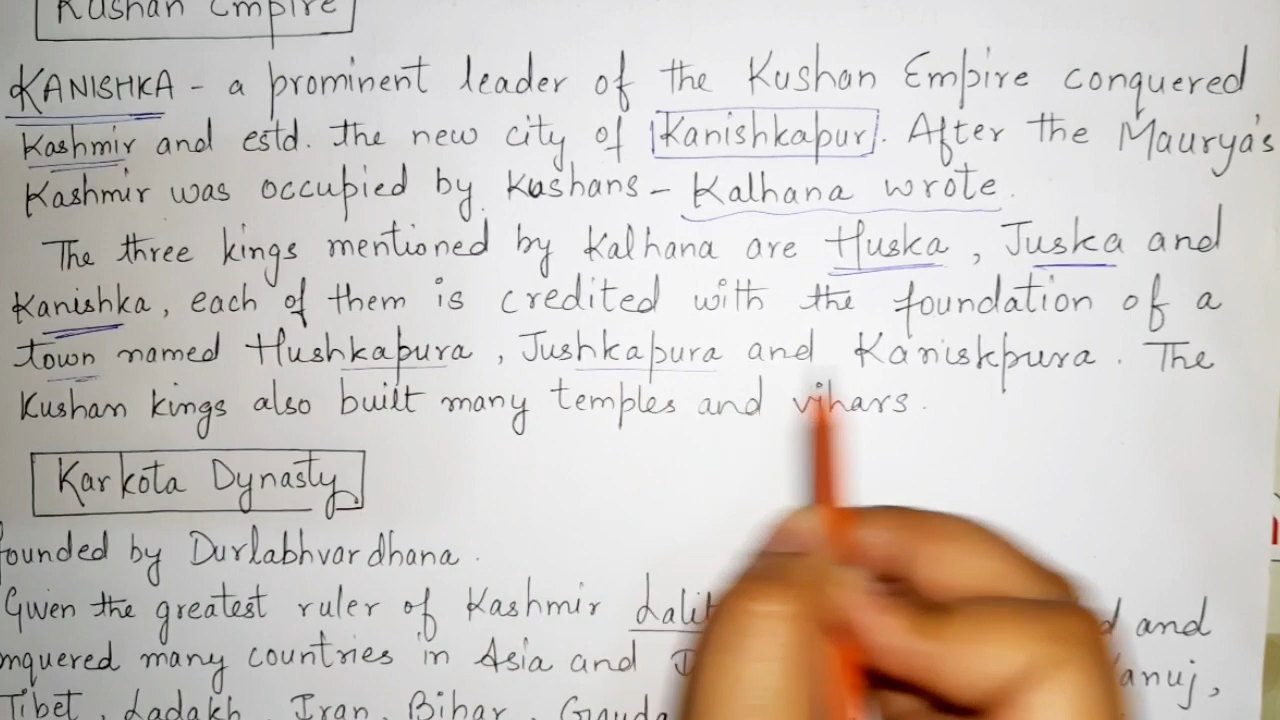 Kushan Empire
KANISHKA - a prominent leader of the Kushan Empire conquered
Kashmir and estd. the new city of Kanishkapur. After the Maurya's
Kashmir was occupied by Kushans - Kalhana wrote.
The three kings mentioned by Kalhana are Huska, Juska and
Kanishka, each of them is credited with the foundation of a
town named Hushkapura, Jushkapura and Kaniskpura. The
Kushan kings also built many temples and vihars.
Karkota Dynasty
founded by Durlabhvardhana.
Given the greatest ruler of Kashmir and
many countries in Asia and
Tibet, Ladakh, Iran, Bihar,